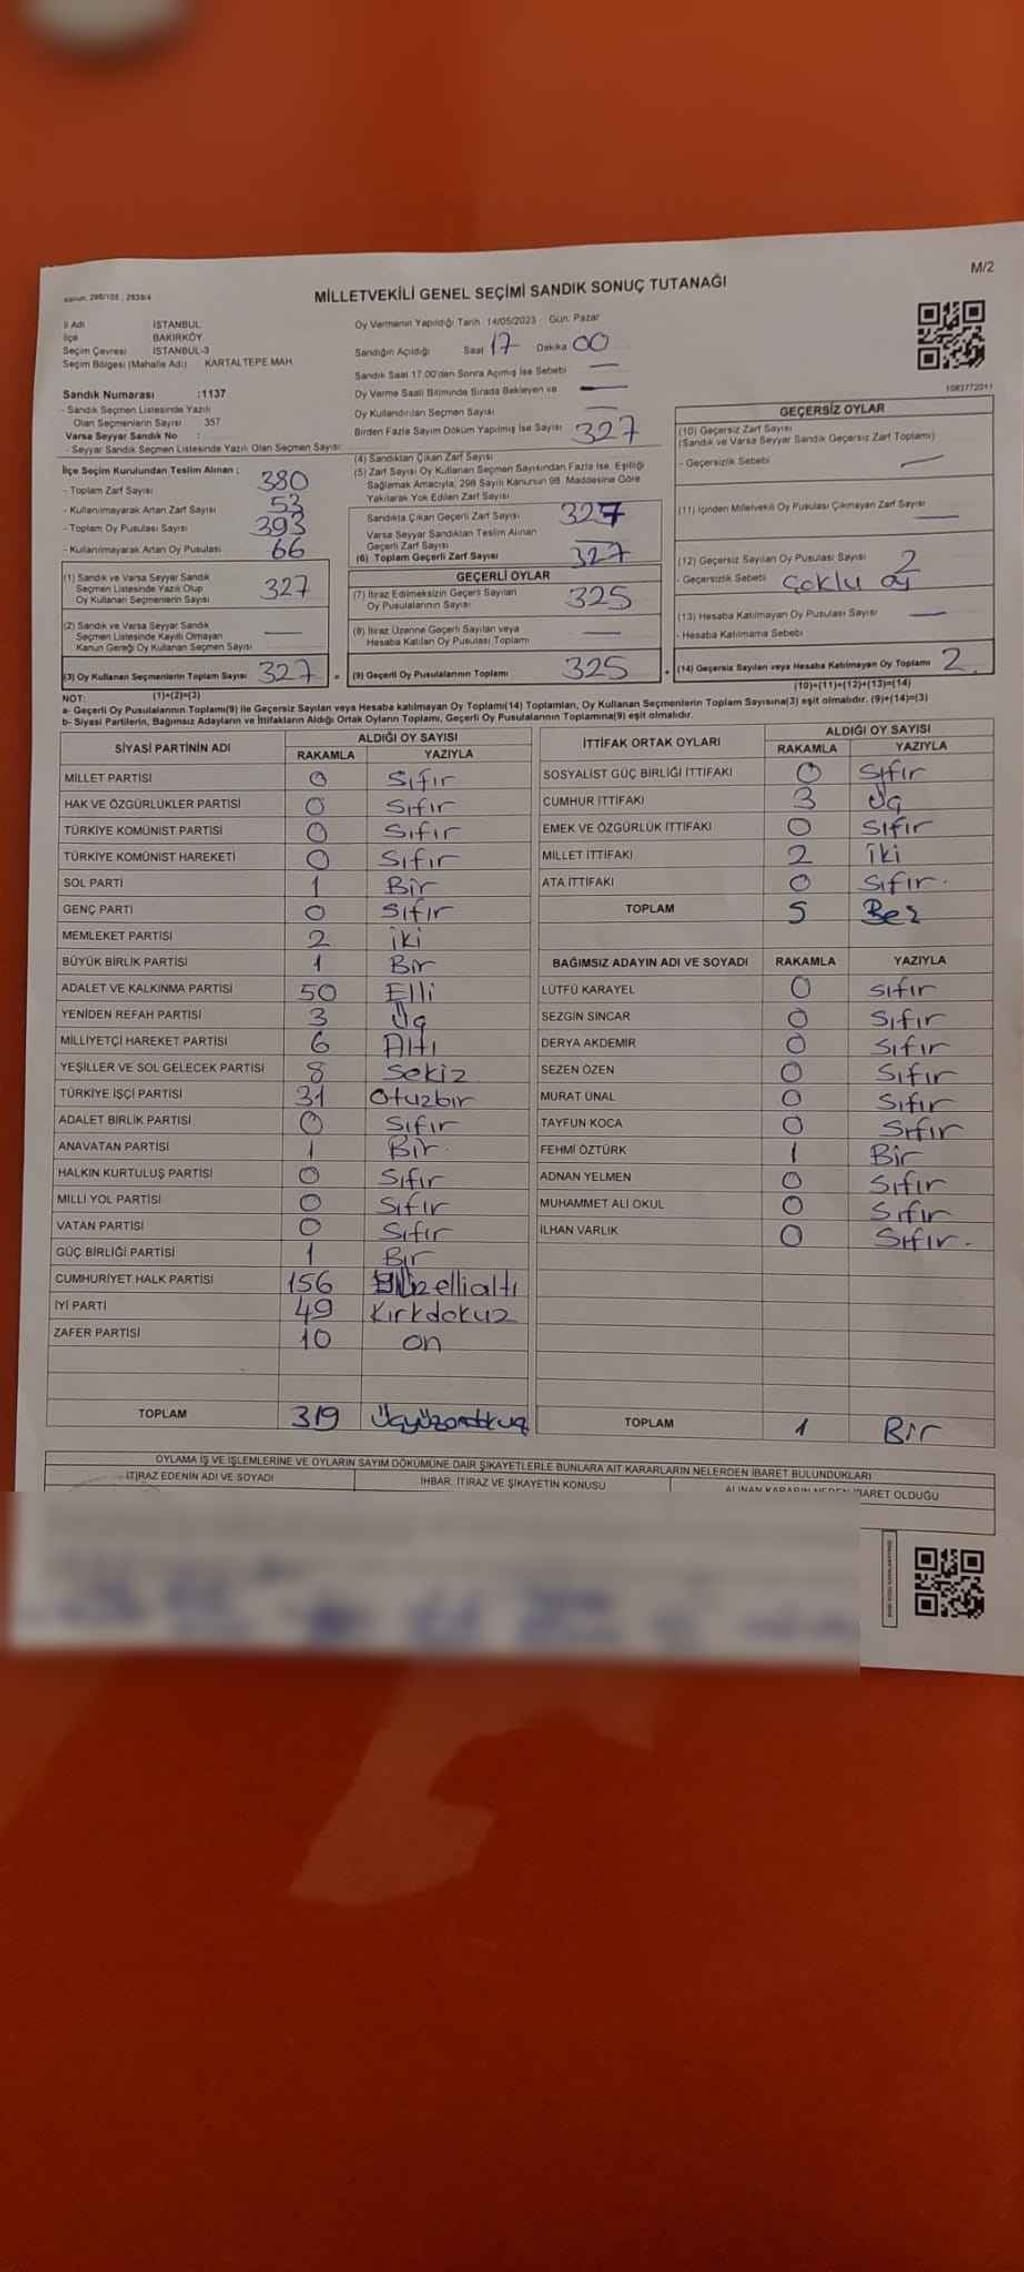 M/2
Kanun: 298/105 ; 2839/4
MİLLETVEKİLİ GENEL SEÇİMİ SANDIK SONUÇ TUTANAĞI
İl Adı İSTANBUL
İlçe BAKIRKÖY
Seçim Çevresi İSTANBUL-3
Seçim Bölgesi (Mahalle Adı) KARTALTEPE MAH.
Oy Vermenin Yapıldığı Tarih : 14/05/2023 - Gün: Pazar
Sandığın Açıldığı Saat 17 Dakika 00
Sandık Saat 17.00'den Sonra Açılmış İse Sebebi —
Oy Verme Saati Bitiminde Sırada Bekleyen ve —
Oy Kullandırılan Seçmen Sayısı
Birden Fazla Sayım Döküm Yapılmış İse Sayısı —
1083772011
Sandık Numarası :1137
- Sandık Seçmen Listesinde Yazılı
Olan Seçmenlerin Sayısı 357
Varsa Seyyar Sandık No :
- Seyyar Sandık Seçmen Listesinde Yazılı Olan Seçmen Sayısı:
İlçe Seçim Kurulundan Teslim Alınan :
- Toplam Zarf Sayısı 380
- Kullanılmayarak Artan Zarf Sayısı 53
- Toplam Oy Pusulası Sayısı 393
- Kullanılmayarak Artan Oy Pusulası 66
(1) Sandık ve Varsa Seyyar Sandık
Seçmen Listesinde Yazılı Olup
Oy Kullanan Seçmenlerin Sayısı 327
(2) Sandık ve Varsa Seyyar Sandık
Seçmen Listesinde Kayıtlı Olmayan
Kanun Gereği Oy Kullanan Seçmen Sayısı —
(3) Oy Kullanan Seçmenlerin Toplam Sayısı 327
(1)+(2)=(3)
(4) Sandıktan Çıkan Zarf Sayısı 327
(5) Zarf Sayısı Oy Kullanan Seçmen Sayısından Fazla İse, Eşitliği
Sağlamak Amacıyla, 298 Sayılı Kanunun 98. Maddesine Göre
Yakılarak Yok Edilen Zarf Sayısı
Sandıkta Çıkan Geçerli Zarf Sayısı 327
Varsa Seyyar Sandıktan Teslim Alınan
Geçerli Zarf Sayısı —
(6) Toplam Geçerli Zarf Sayısı 327
GEÇERLİ OYLAR
(7) İtiraz Edilmeksizin Geçerli Sayılan
Oy Pusulalarının Sayısı 325
(8) İtiraz Üzerine Geçerli Sayılan veya
Hesaba Katılan Oy Pusulası Toplamı —
(9) Geçerli Oy Pusulalarının Toplamı 325
GEÇERSİZ OYLAR
(10) Geçersiz Zarf Sayısı
(Sandık ve Varsa Seyyar Sandık Geçersiz Zarf Toplamı)
- Geçersizlik Sebebi —
(11) İçinden Milletvekili Oy Pusulası Çıkmayan Zarf Sayısı —
(12) Geçersiz Sayılan Oy Pusulası Sayısı 2
- Geçersizlik Sebebi Çoklu oy
(13) Hesaba Katılmayan Oy Pusulası Sayısı —
- Hesaba Katılmama Sebebi
(14) Geçersiz Sayılan veya Hesaba Katılmayan Oy Toplamı 2
(10)+(11)+(12)+(13)=(14)
NOT:
a- Geçerli Oy Pusulalarının Toplamı(9) ile Geçersiz Sayılan veya Hesaba katılmayan Oy Toplamı(14) Toplamları, Oy Kullanan Seçmenlerin Toplam Sayısına(3) eşit olmalıdır. (9)+(14)=(3)
b- Siyasi Partilerin, Bağımsız Adayların ve İttifakların Aldığı Ortak Oyların Toplamı, Geçerli Oy Pusulalarının Toplamına(9) eşit olmalıdır.
SİYASİ PARTİNİN ADI ALDIĞI OY SAYISI
RAKAMLA YAZIYLA
MİLLET PARTİSİ 0 Sıfır
HAK VE ÖZGÜRLÜKLER PARTİSİ 0 Sıfır
TÜRKİYE KOMÜNİST PARTİSİ 0 Sıfır
TÜRKİYE KOMÜNİST HAREKETİ 0 Sıfır
SOL PARTİ 1 Bir
GENÇ PARTİ 0 Sıfır
MEMLEKET PARTİSİ 2 iki
BÜYÜK BİRLİK PARTİSİ 1 Bir
ADALET VE KALKINMA PARTİSİ 50 Elli
YENİDEN REFAH PARTİSİ 3 Üç
MİLLİYETÇİ HAREKET PARTİSİ 6 Altı
YEŞİLLER VE SOL GELECEK PARTİSİ 8 Sekiz
TÜRKİYE İŞÇİ PARTİSİ 31 Otuzbir
ADALET BİRLİK PARTİSİ 0 Sıfır
ANAVATAN PARTİSİ 1 Bir.
HALKIN KURTULUŞ PARTİSİ 0 Sıfır
MİLLİ YOL PARTİSİ 0 Sıfır
VATAN PARTİSİ 0 Sıfır
GÜÇ BİRLİĞİ PARTİSİ 1 Bir
CUMHURİYET HALK PARTİSİ 156 Yüzellialtı
İYİ PARTİ 49 Kırkdokuz
ZAFER PARTİSİ 10 on
TOPLAM 319 Üçyüzondokuz
İTTİFAK ORTAK OYLARI ALDIĞI OY SAYISI
RAKAMLA YAZIYLA
SOSYALİST GÜÇ BİRLİĞİ İTTİFAKI 0 Sıfır
CUMHUR İTTİFAKI 3 Üç
EMEK VE ÖZGÜRLÜK İTTİFAKI 0 Sıfır
MİLLET İTTİFAKI 2 İki
ATA İTTİFAKI 0 Sıfır.
TOPLAM 5 Beş
BAĞIMSIZ ADAYIN ADI VE SOYADI RAKAMLA YAZIYLA
LÜTFÜ KARAYEL 0 Sıfır
SEZGİN SİNCAR 0 Sıfır
DERYA AKDEMİR 0 Sıfır
SEZEN ÖZEN 0 Sıfır
MURAT ÜNAL 0 Sıfır
TAYFUN KOCA 0 Sıfır
FEHMİ ÖZTÜRK 1 Bir
ADNAN YELMEN 0 Sıfır
MUHAMMET ALİ OKUL 0 Sıfır
İLHAN VARLIK 0 Sıfır.
TOPLAM 1 Bir
OYLAMA İŞ VE İŞLEMLERİNE VE OYLARIN SAYIM DÖKÜMÜNE DAİR ŞİKAYETLERLE BUNLARA AİT KARARLARIN NELERDEN İBARET BULUNDUKLARI
İTİRAZ EDENİN ADI VE SOYADI İHBAR, İTİRAZ VE ŞİKAYETİN KONUSU ALINAN KARARIN NEDEN İBARET OLDUĞU